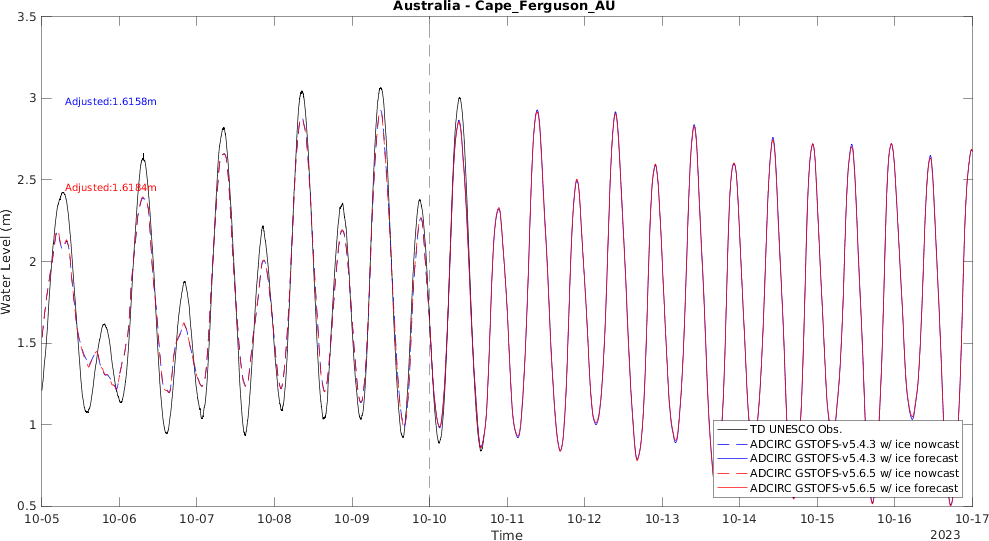 Australia - Cape_Ferguson_AU
Water Level (m)
3.5
3
2.5
2
1.5
1
0.5
Adjusted:1.6158m
Adjusted:1.6184m
TD UNESCO Obs.
ADCIRC GSTOFS-v5.4.3 w/ ice nowcast
ADCIRC GSTOFS-v5.4.3 w/ ice forecast
ADCIRC GSTOFS-v5.6.5 w/ ice nowcast
ADCIRC GSTOFS-v5.6.5 w/ ice forecast
10-05 10-06 10-07 10-08 10-09 10-10 10-11 10-12 10-13 10-14 10-15 10-16 10-17
Time
2023